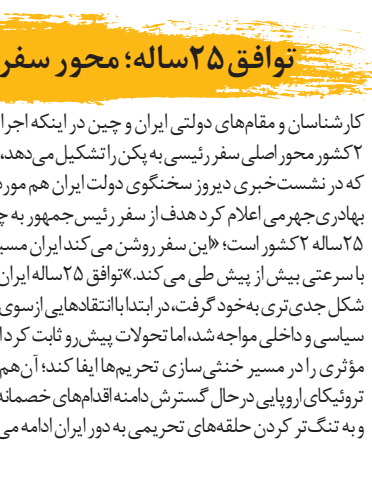 توافق ۲۵ساله؛ محور سفر
کارشناسان و مقام‌های دولتی ایران و چین در اینکه اجرا
۲کشور محور اصلی سفر رئیسی به پکن را تشکیل می‌دهد،
که در نشست‌خبری دیروز سخنگوی دولت ایران هم مورد
بهادری‌جهرمی اعلام کرد هدف از سفر رئیس‌جمهور به چ
۲۵ساله ۲کشور است؛ «این سفر روشن می‌کند ایران مسی
با سرعتی بیش از پیش طی می‌کند.»توافق ۲۵ساله ایران
شکل جدی‌تری به‌خود گرفت، در ابتدا با انتقادهایی از سوی
سیاسی و داخلی مواجه شد، اما تحولات پیش‌رو ثابت کرد ا
مؤثری را در مسیر خنثی‌سازی تحریم‌ها ایفا کند؛ آن‌هم
تروئیکای اروپایی درحال گسترش دامنه اقدام‌های خصمانه
و به تنگ‌تر کردن حلقه‌های تحریمی به دور ایران ادامه می